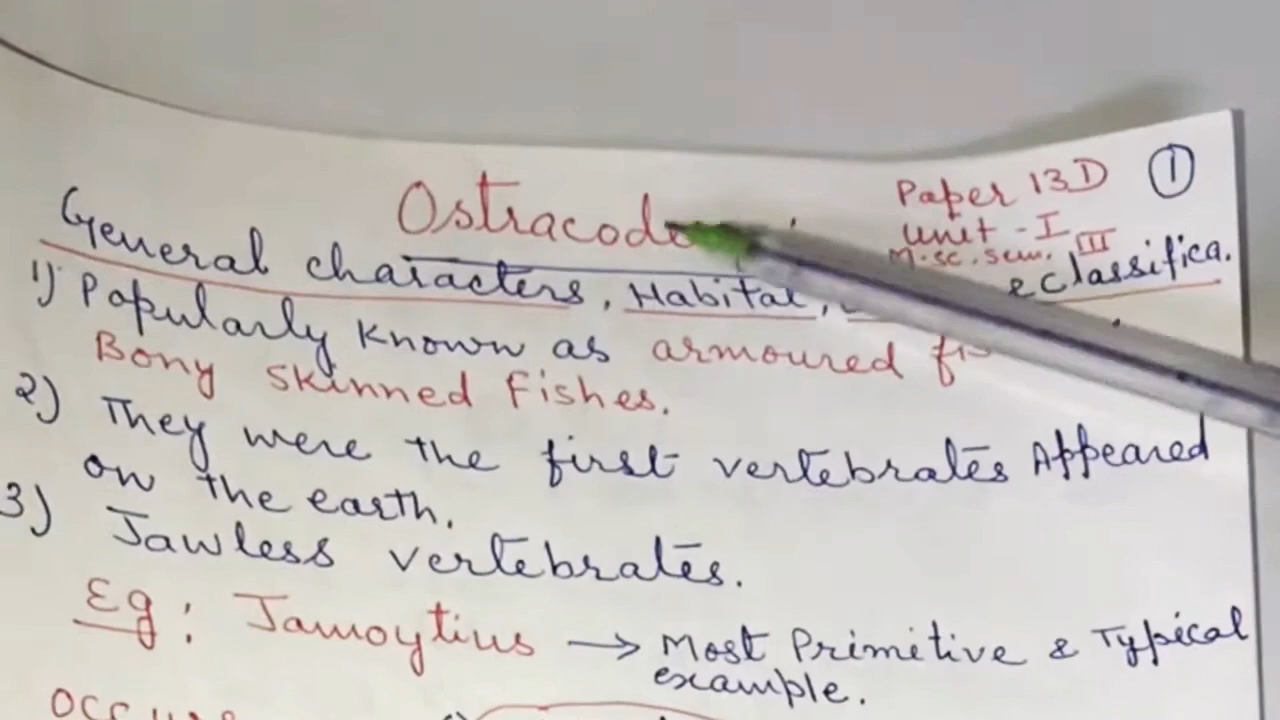 Ostracode
Paper 13D ①
Unit - I
M.Sc. Sem. III
General characters, Habitat, & classifica.
1) Popularly known as armoured
Bony skinned Fishes.
2) They were the first vertebrates Appeared
on the earth.
3) Jawless vertebrates.
Eg: Jamoytius → Most Primitive & Typical
example.